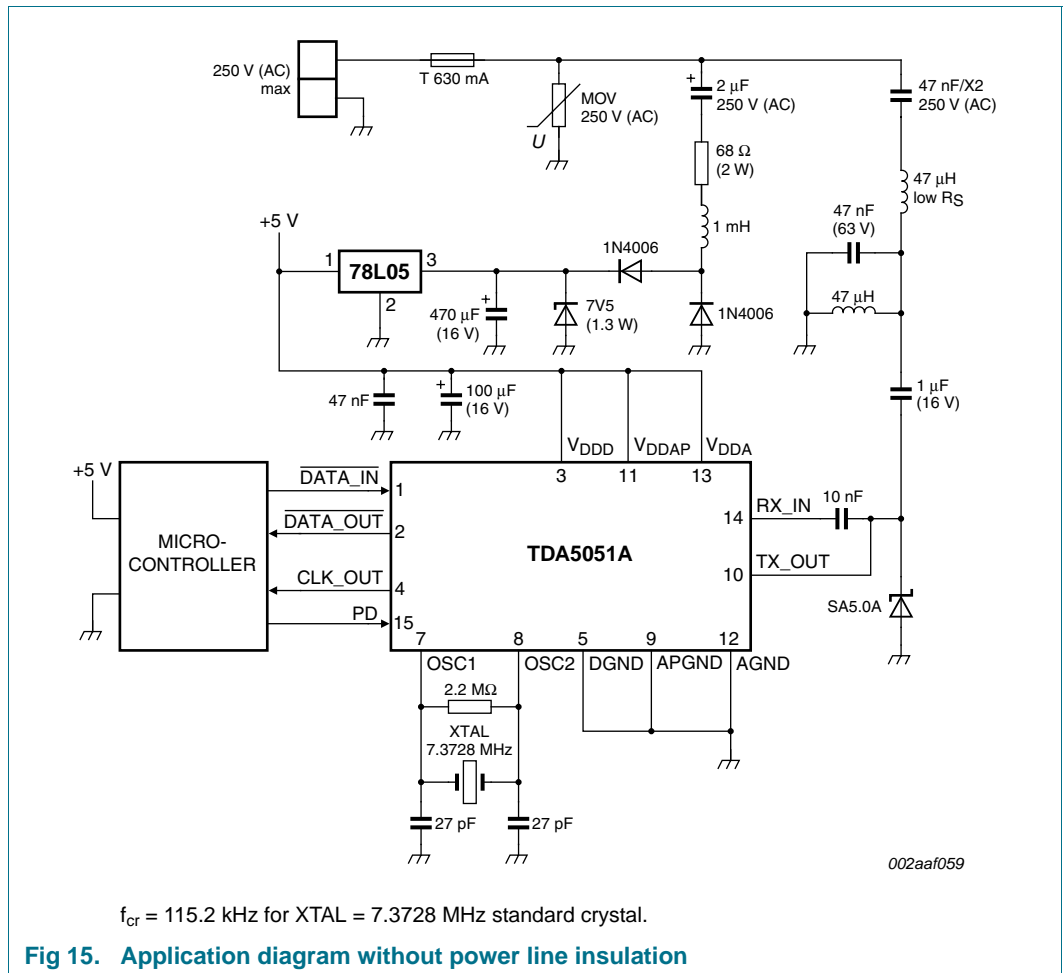 250 V (AC)
max
T 630 mA
MOV
250 V (AC)
U
+
2 μF
250 V (AC)
47 nF/X2
250 V (AC)
68 Ω
(2 W)
1 mH
47 μH
low RS
47 nF
(63 V)
47 μH
+5 V
1
78L05
3
2
1N4006
+
470 μF
(16 V)
7V5
(1.3 W)
1N4006
1 μF
(16 V)
47 nF
+
100 μF
(16 V)
VDDD
VDDAP
VDDA
3
11
13
+5 V
MICRO-
CONTROLLER
DATA_IN
1
DATA_OUT
2
CLK_OUT
4
PD
15
TDA5051A
14
RX_IN
10 nF
10
TX_OUT
SA5.0A
7
8
5
9
12
OSC1
OSC2
DGND
APGND
AGND
2.2 MΩ
XTAL
7.3728 MHz
27 pF
27 pF
002aaf059
fcr = 115.2 kHz for XTAL = 7.3728 MHz standard crystal.
Fig 15. Application diagram without power line insulation